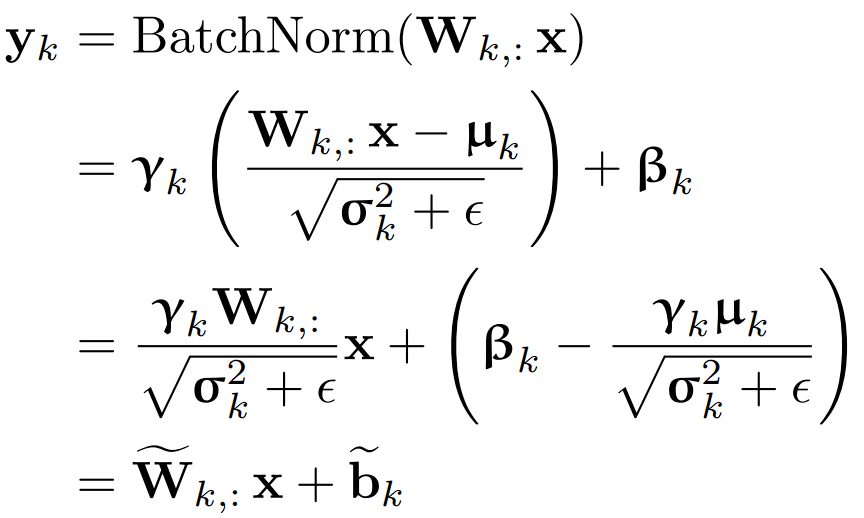 𝐲_k = BatchNorm(𝐖_{k,:} 𝐱)
= 𝛄_k ( (𝐖_{k,:} 𝐱 − 𝛍_k) / √(𝛔_k^2 + ϵ) ) + 𝛃_k
= (𝛄_k 𝐖_{k,:}) / √(𝛔_k^2 + ϵ) 𝐱 + ( 𝛃_k − (𝛄_k 𝛍_k) / √(𝛔_k^2 + ϵ) )
= 𝐖̃_{k,:} 𝐱 + 𝐛̃_k